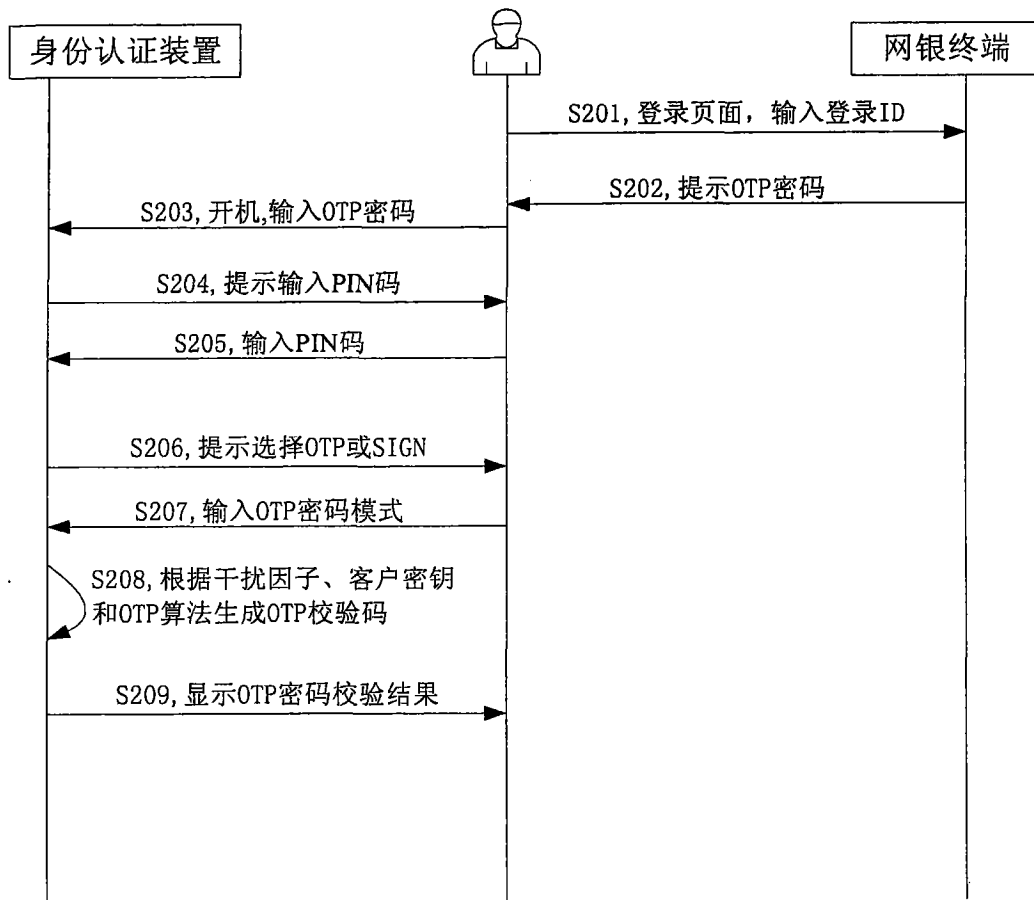 身份认证装置
网银终端
S201,登录页面，输入登录ID
S202,提示OTP密码
S203,开机,输入OTP密码
S204,提示输入PIN码
S205,输入PIN码
S206,提示选择OTP或SIGN
S207,输入OTP密码模式
S208,根据干扰因子、客户密钥
和OTP算法生成OTP校验码
S209,显示OTP密码校验结果